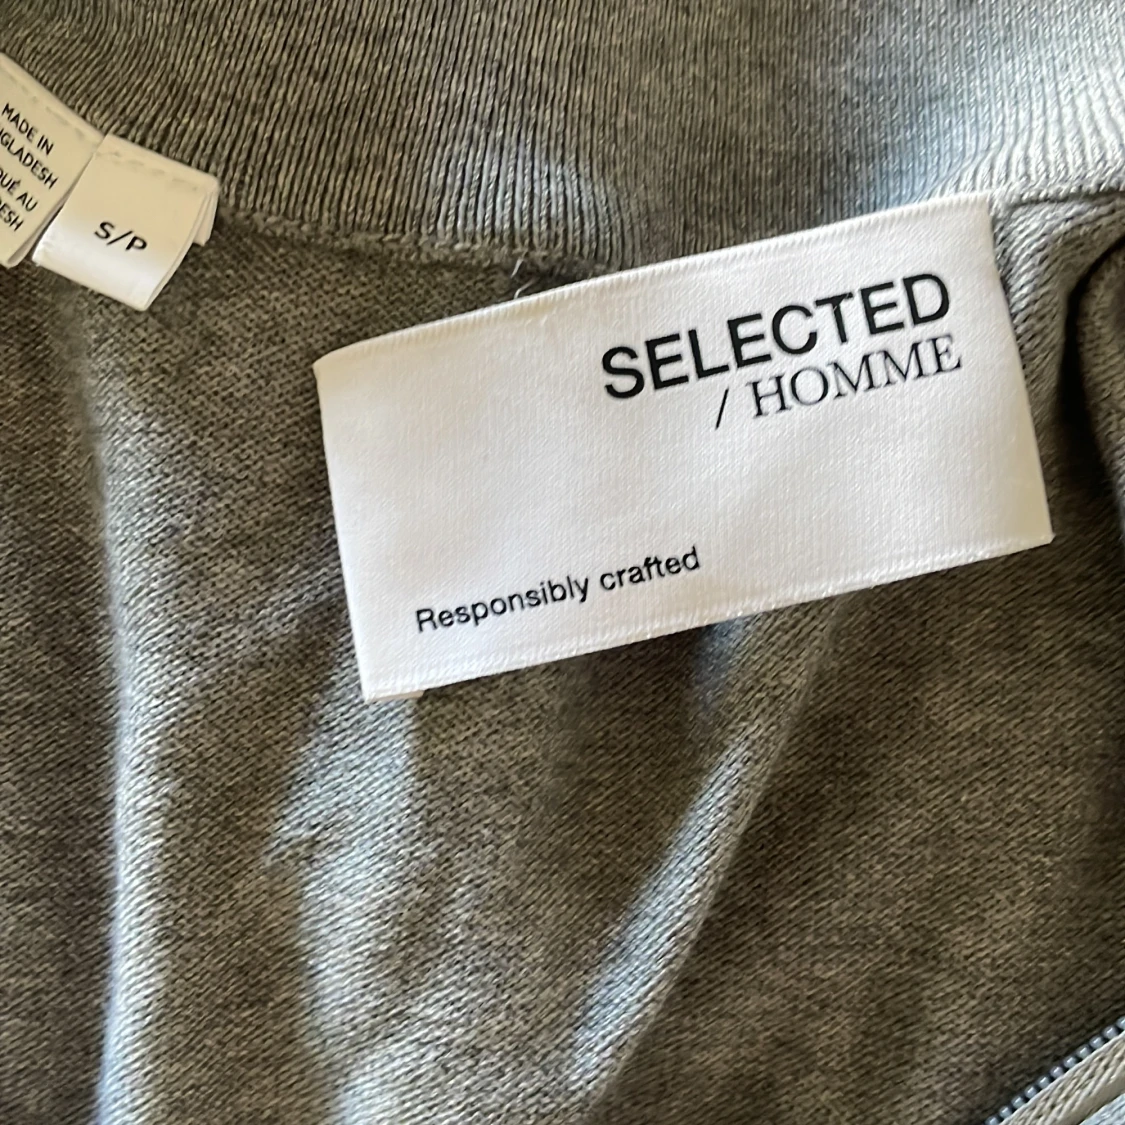 MADE IN
S/P
SELECTED
/ HOMME
Responsibly crafted